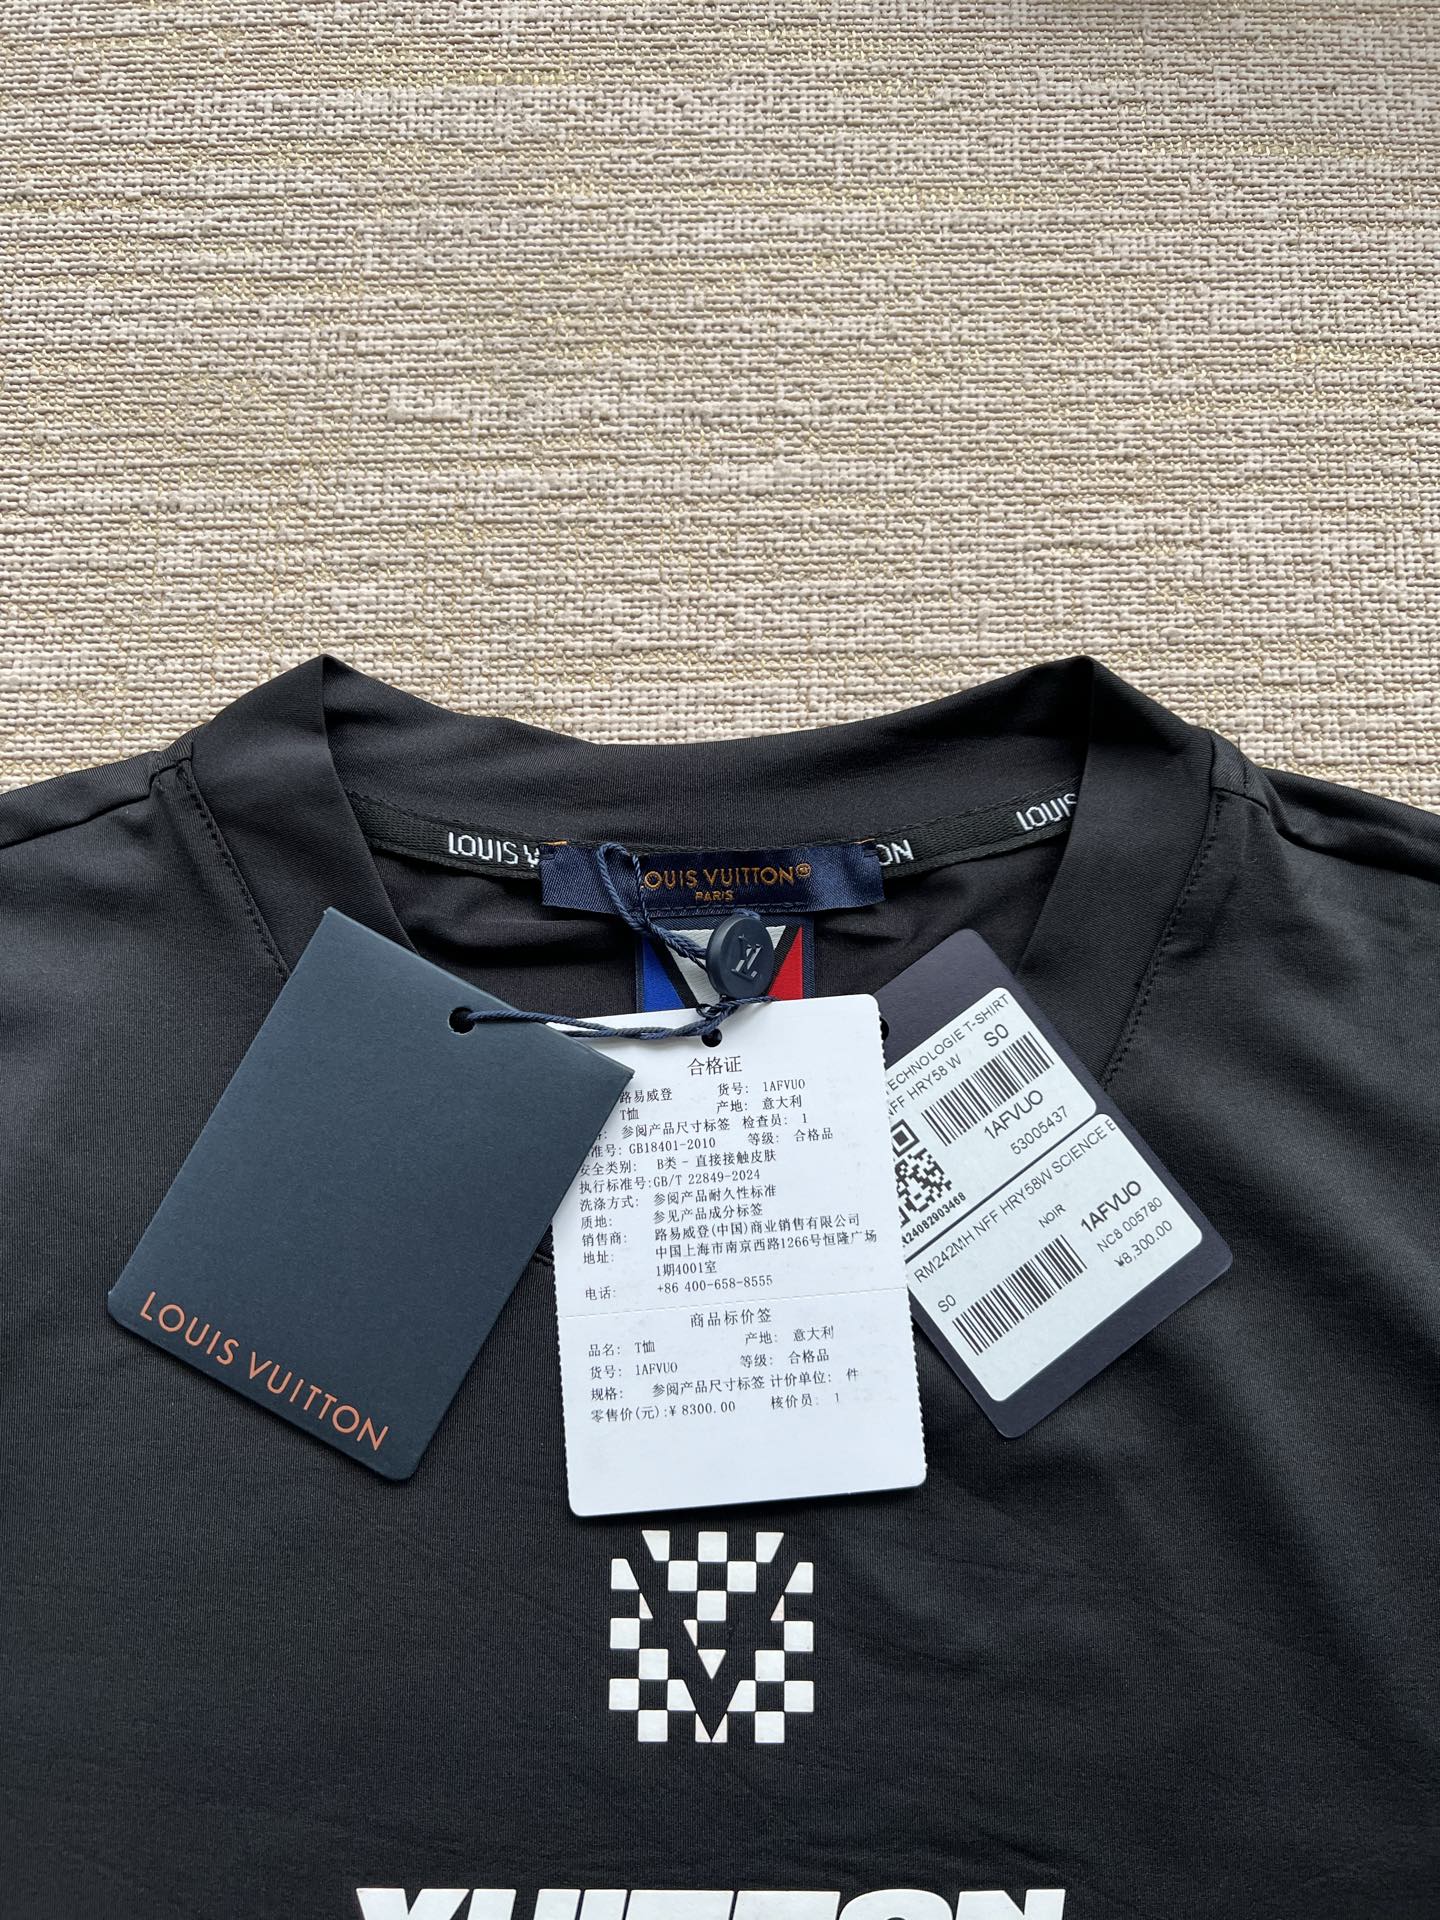 LOUIS V
LOUIS VUITTON
PARIS
ON
LOUIS
LOUIS VUITTON
合格证
路易威登 货号: 1AFVUO
T恤 产地: 意大利
参阅产品尺寸标签 检查员: 1
准号: GB18401-2010 等级: 合格品
安全类别: B类 - 直接接触皮肤
执行标准号:GB/T 22849-2024
洗涤方式: 参阅产品耐久性标准
质地: 参见产品成分标签
销售商: 路易威登(中国)商业销售有限公司
地址: 中国上海市南京西路1266号恒隆广场
1期4001室
电话: +86 400-658-8555
商品标价签
品名: T恤 产地: 意大利
货号: 1AFVUO 等级: 合格品
规格: 参阅产品尺寸标签 计价单位: 件
零售价(元):¥ 8300.00 核价员: 1
TECHNOLOGIE T-SHIRT
NFF HRY58 W S0
1AFVUO
53005437
R24082903468
RM242MH NFF HRY58W SCIENCE E
NOIR
1AFVUO
S0
NC8 005780
¥8,300.00
VUITTON